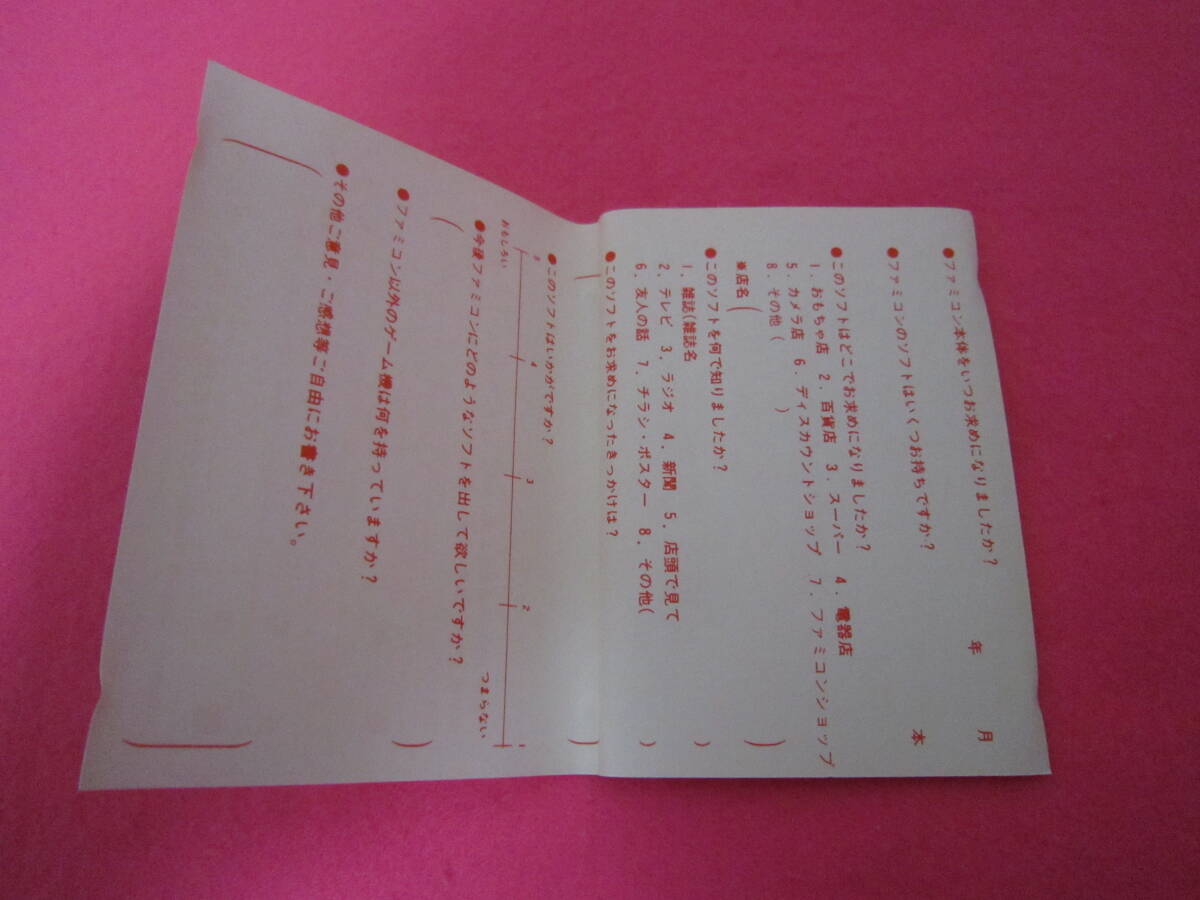 ●ファミコン本体をいつお求めになりましたか? 年 月
●ファミコンのソフトはいくつお持ちですか? 本
●このソフトはどこでお求めになりましたか?
1. おもちゃ店 2. 百貨店 3. スーパー 4. 電器店
5. カメラ店 6. ディスカウントショップ 7. ファミコンショップ
8. その他( )
※店名( )
●このソフトを何で知りましたか?
1. 雑誌(雑誌名 )
2. テレビ 3. ラジオ 4. 新聞 5. 店頭で見て
6. 友人の話 7. チラシ・ポスター 8. その他( )
●このソフトをお求めになったきっかけは?
( )
●このソフトはいかがですか?
5 4 3 2 1
おもしろい つまらない
●今後ファミコンにどのようなソフトを出して欲しいですか?
( )
●ファミコン以外のゲーム機は何を持っていますか?
●その他ご意見・ご感想等ご自由にお書き下さい。
( )